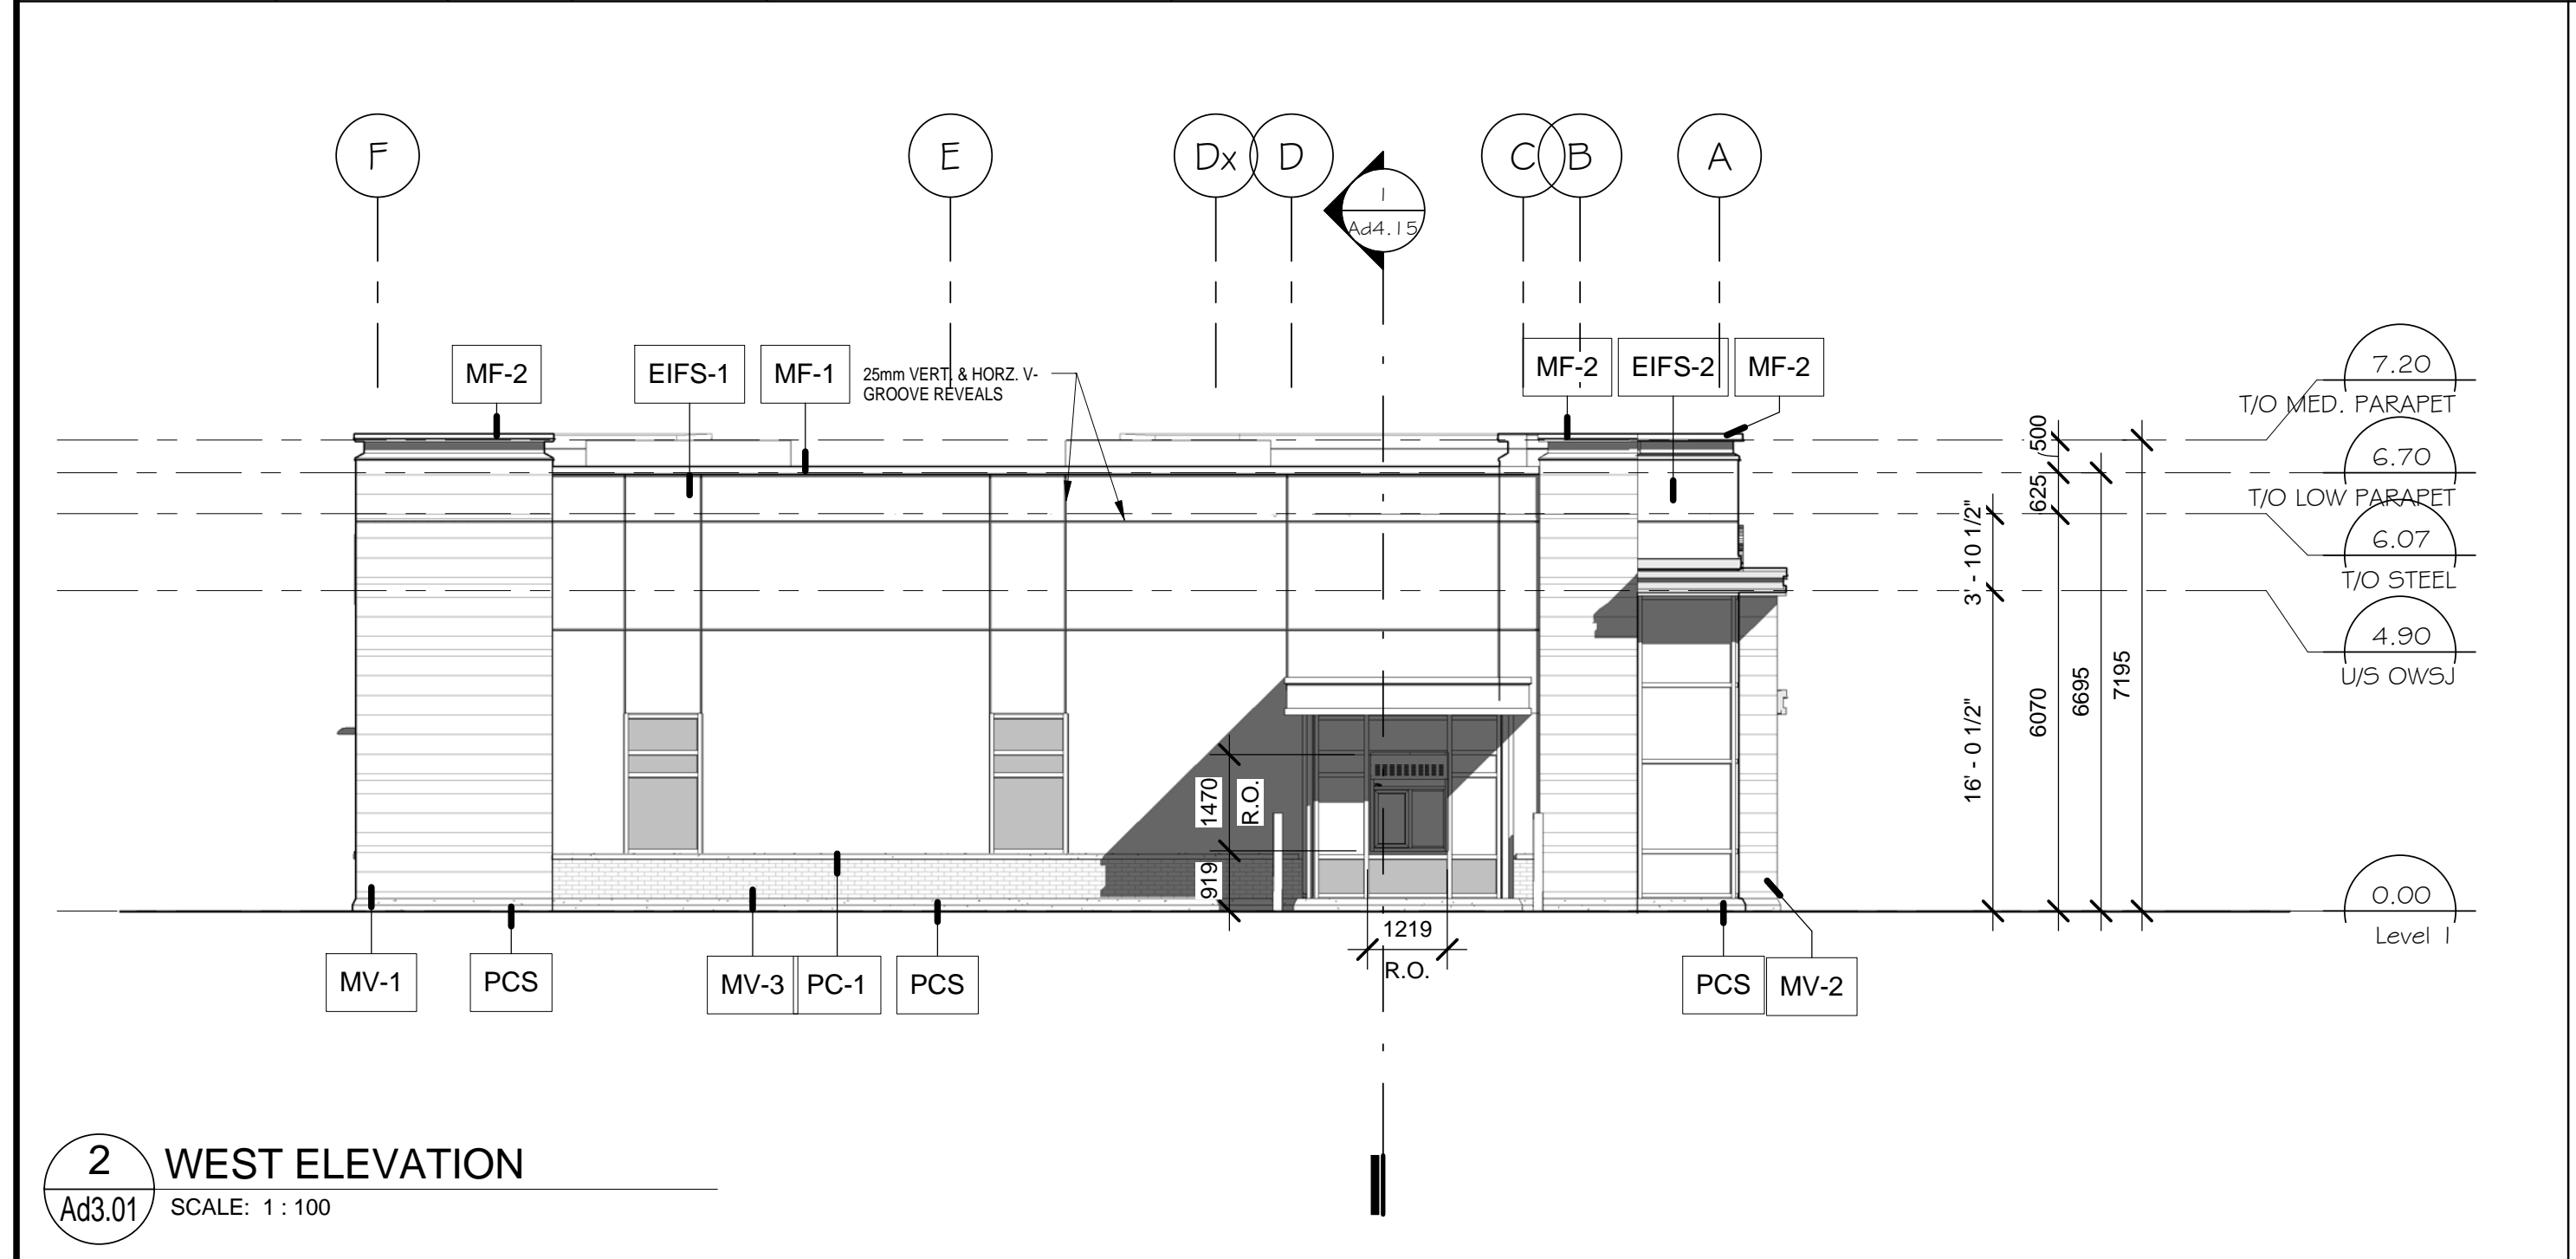 F
E
Dx
D
C
B
A
1
Ad4.15
MF-2
EIFS-1
MF-1
25mm VERT. & HORZ. V-
GROOVE REVEALS
MF-2
EIFS-2
MF-2
7.20
T/O MED. PARAPET
6.70
T/O LOW PARAPET
6.07
T/O STEEL
4.90
U/S OWSJ
0.00
Level 1
500
625
3' - 10 1/2"
16' - 0 1/2"
6070
6695
7195
1470
R.O.
919
1219
R.O.
MV-1
PCS
MV-3
PC-1
PCS
PCS
MV-2
2
Ad3.01
WEST ELEVATION
SCALE: 1 : 100